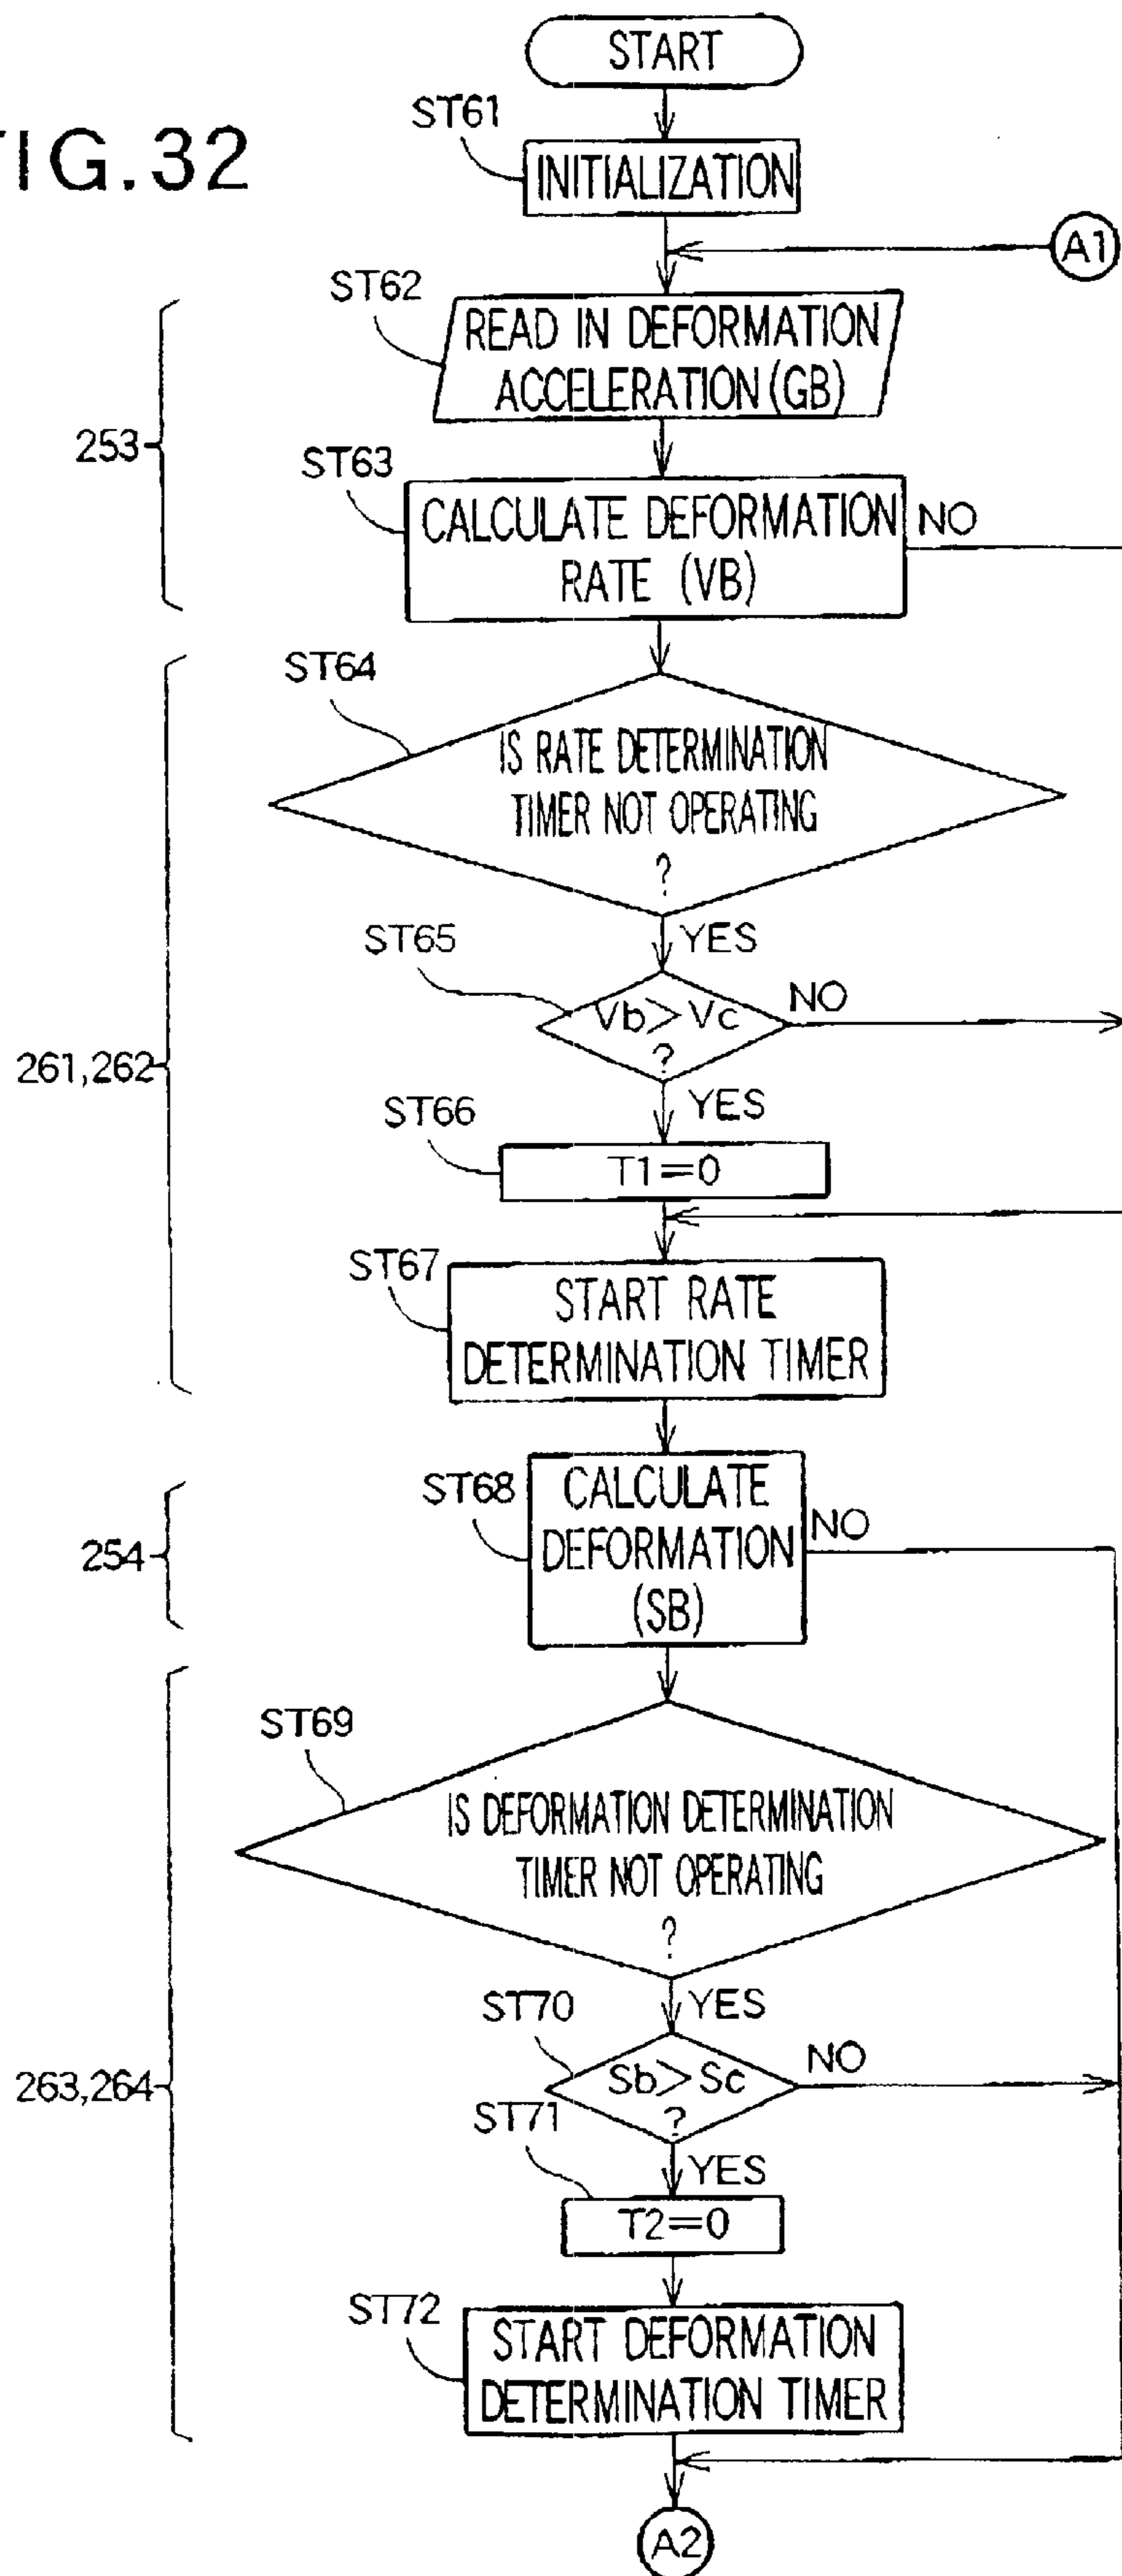 START
FIG.32
ST61
INITIALIZATION
A1
ST62
READ IN DEFORMATION
ACCELERATION (GB)
253
ST63
CALCULATE DEFORMATION
RATE (VB)
NO
ST64
IS RATE DETERMINATION
TIMER NOT OPERATING
?
YES
ST65
Vb>Vc
?
NO
261,262
YES
ST66
T1=0
ST67
START RATE
DETERMINATION TIMER
ST68
CALCULATE
DEFORMATION
(SB)
NO
254
ST69
IS DEFORMATION DETERMINATION
TIMER NOT OPERATING
?
YES
ST70
Sb>Sc
?
NO
263,264
ST71
YES
T2=0
ST72
START DEFORMATION
DETERMINATION TIMER
A2